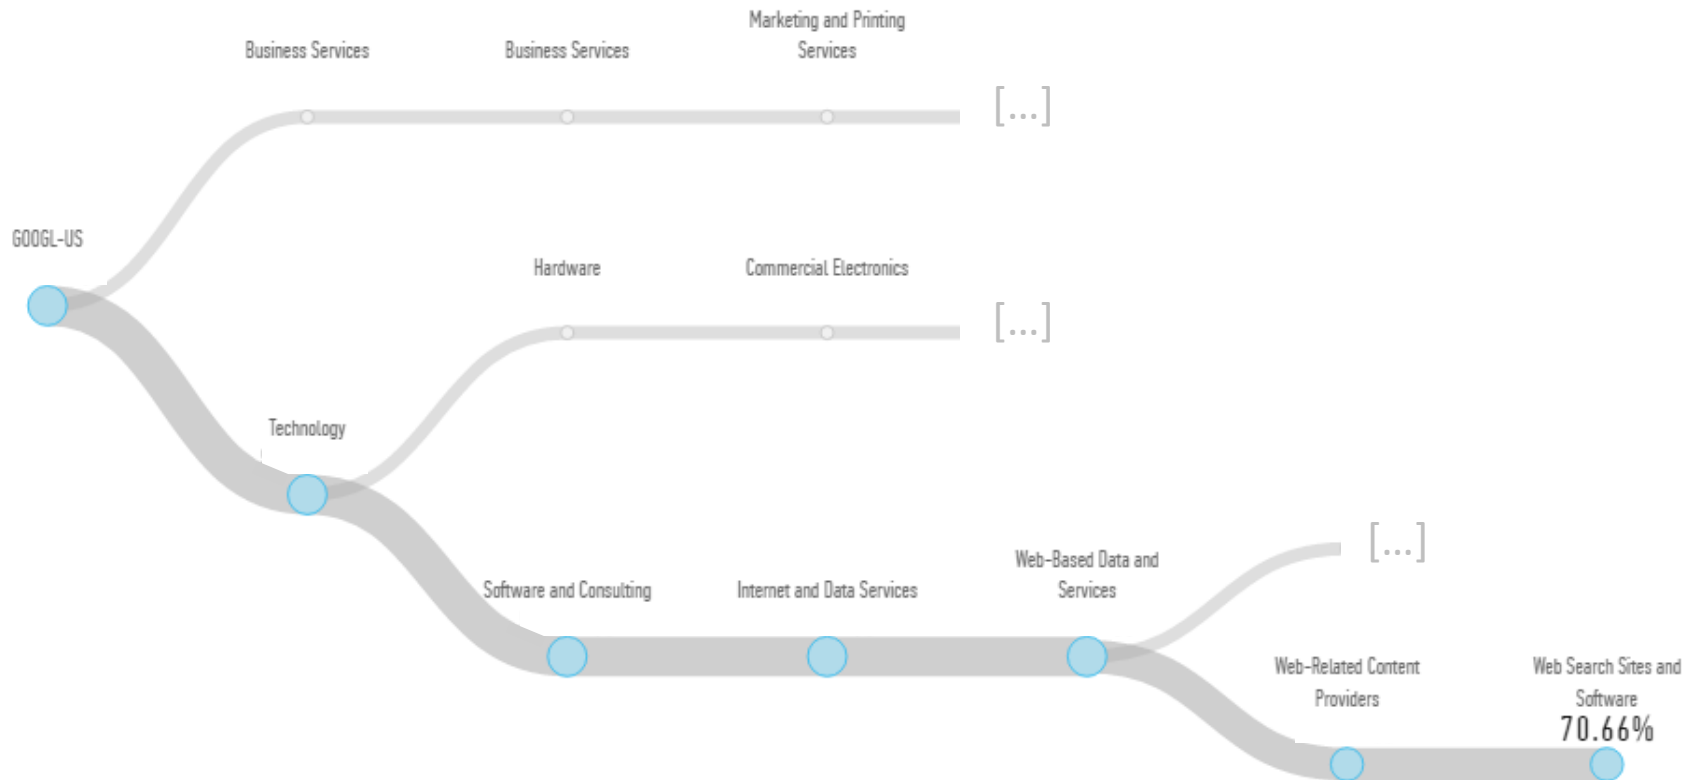 Marketing and Printing
Services
Business Services
Business Services
[...]
GOOGL-US
Hardware
Commercial Electronics
[...]
Technology
[...]
Web-Based Data and
Services
Software and Consulting
Internet and Data Services
Web-Related Content
Providers
Web Search Sites and
Software
70.66%